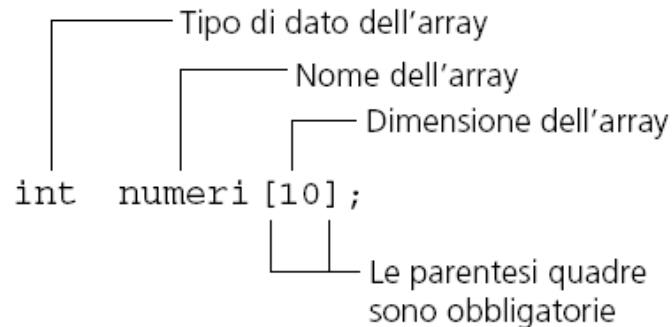 Tipo di dato dell'array
Nome dell'array
Dimensione dell'array
int numeri [10];
Le parentesi quadre
sono obbligatorie